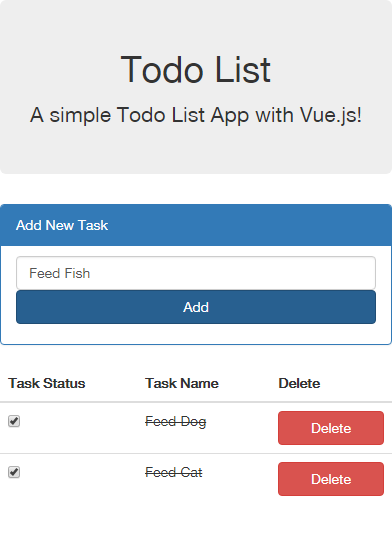 Todo List
A simple Todo List App with Vue.js!
Add New Task
Feed Fish
Add
Task Status Task Name Delete
Feed Dog Delete
Feed Cat Delete